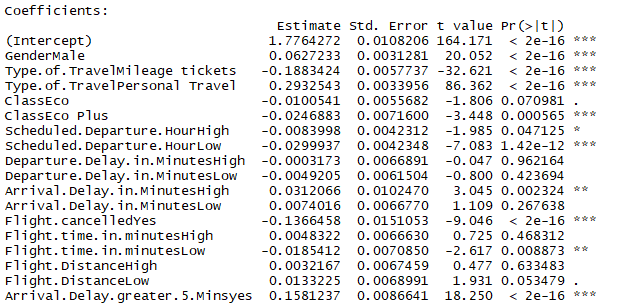 Coefficients:
Estimate Std. Error t value Pr(>|t|)
(Intercept) 1.7764272 0.0108206 164.171 < 2e-16 ***
GenderMale 0.0627233 0.0031281 20.052 < 2e-16 ***
Type.of.TravelMileage tickets -0.1883424 0.0057737 -32.621 < 2e-16 ***
Type.of.TravelPersonal Travel 0.2932543 0.0033956 86.362 < 2e-16 ***
ClassEco -0.0100541 0.0055682 -1.806 0.070981 .
ClassEco Plus -0.0246883 0.0071600 -3.448 0.000565 ***
Scheduled.Departure.HourHigh -0.0083998 0.0042312 -1.985 0.047125 *
Scheduled.Departure.HourLow -0.0299937 0.0042348 -7.083 1.42e-12 ***
Departure.Delay.in.MinutesHigh -0.0003173 0.0066891 -0.047 0.962164
Departure.Delay.in.MinutesLow -0.0049205 0.0061504 -0.800 0.423694
Arrival.Delay.in.MinutesHigh 0.0312066 0.0102470 3.045 0.002324 **
Arrival.Delay.in.MinutesLow 0.0074016 0.0066770 1.109 0.267638
Flight.cancelledYes -0.1366458 0.0151053 -9.046 < 2e-16 ***
Flight.time.in.minutesHigh 0.0048322 0.0066630 0.725 0.468312
Flight.time.in.minutesLow -0.0185412 0.0070850 -2.617 0.008873 **
Flight.DistanceHigh 0.0032167 0.0067459 0.477 0.633483
Flight.DistanceLow 0.0133225 0.0068991 1.931 0.053479 .
Arrival.Delay.greater.5.Minsyes 0.1581237 0.0086641 18.250 < 2e-16 ***